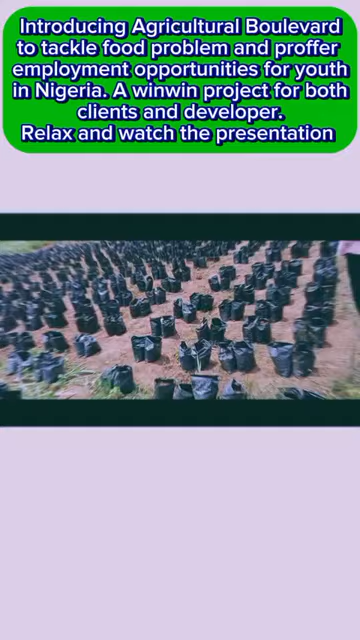 Introducing Agricultural Boulevard
to tackle food problem and proffer
employment opportunities for youth
in Nigeria. A winwin project for both
clients and developer.
Relax and watch the presentation